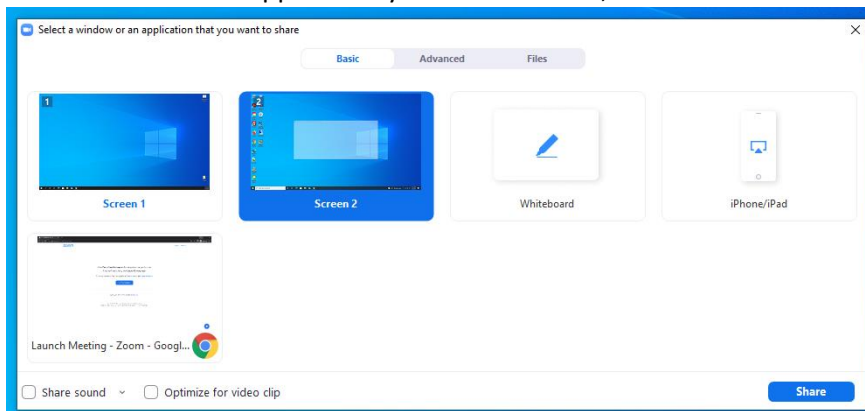 Select a window or an application that you want to share
Basic Advanced Files
1
2
Screen 1
Screen 2
Whiteboard
iPhone/iPad
Launch Meeting - Zoom - Googl...
Share sound
Optimize for video clip
Share